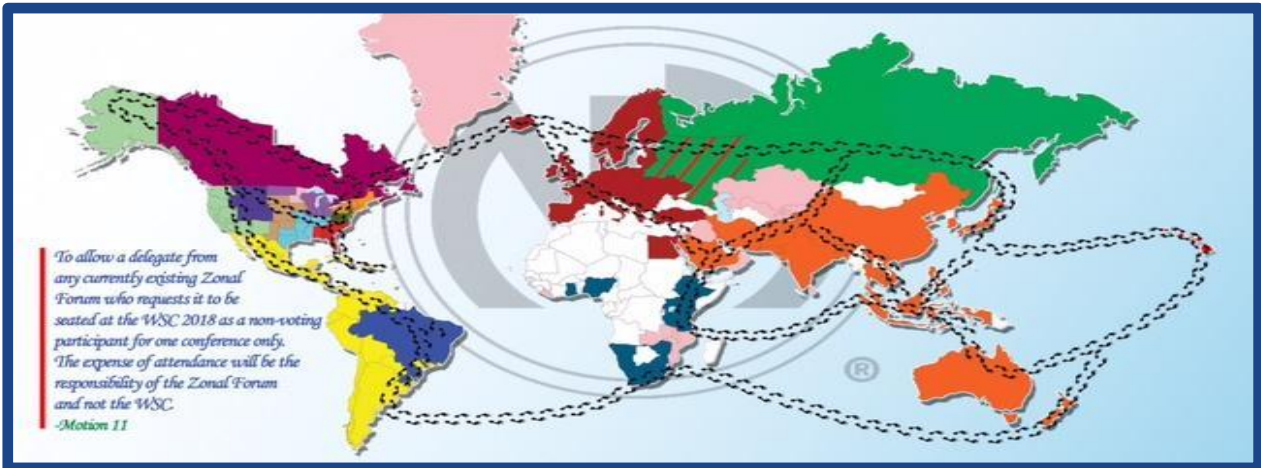 To allow a delegate from
any currently existing Zonal
Forum who requests it to be
seated at the WSC 2018 as a non-voting
participant for one conference only.
The expense of attendance will be the
responsibility of the Zonal Forum
and not the WSC.
-Motion 11
®